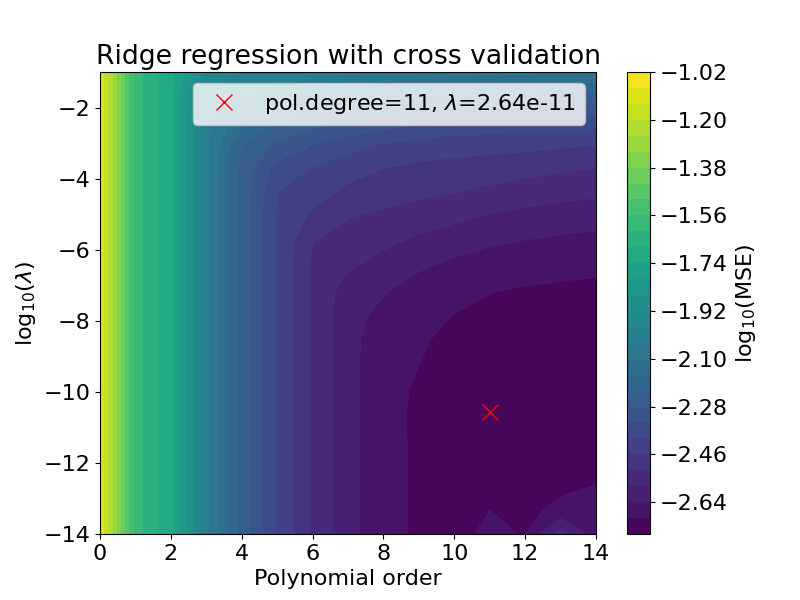 Ridge regression with cross validation
pol.degree=11, λ=2.64e-11
log₁₀(λ)
−2
−4
−6
−8
−10
−12
−14
0 2 4 6 8 10 12 14
Polynomial order
−1.02
−1.20
−1.38
−1.56
−1.74
−1.92
−2.10
−2.28
−2.46
−2.64
log₁₀(MSE)